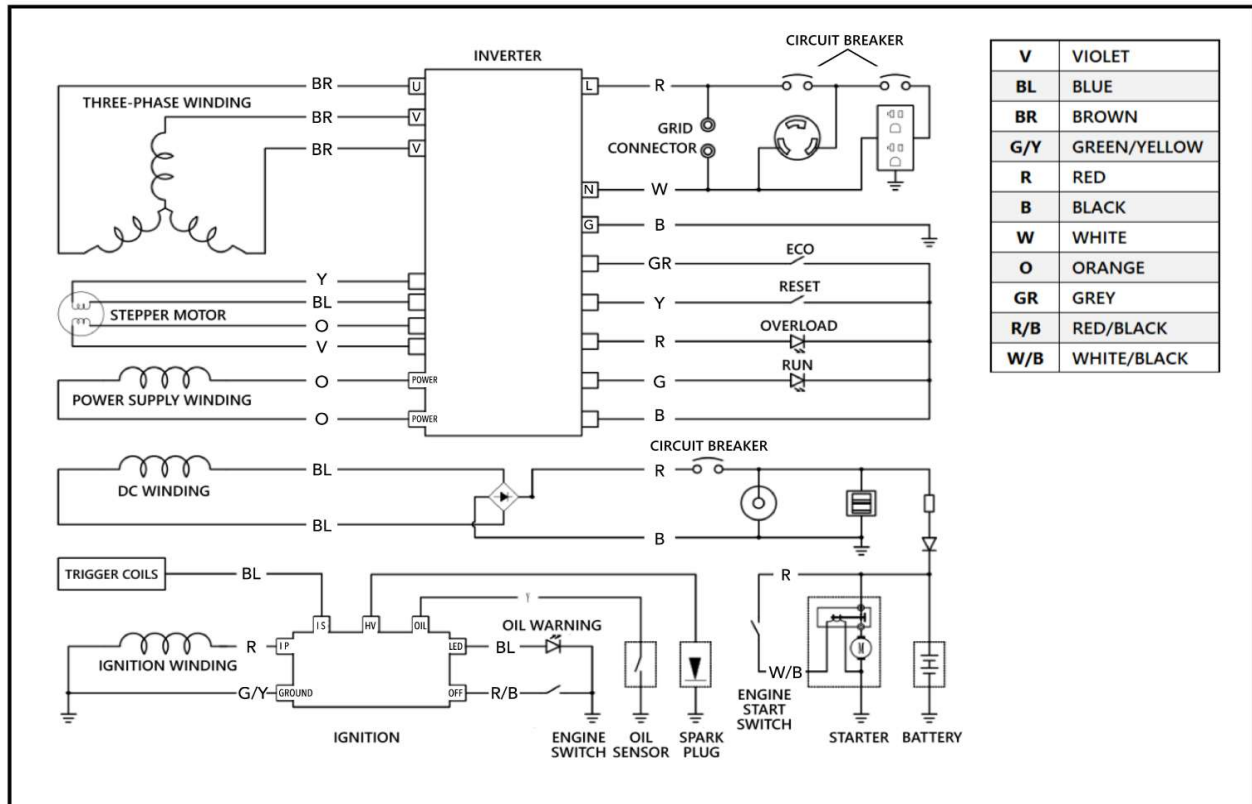 CIRCUIT BREAKER
INVERTER
THREE-PHASE WINDING
BR
U
BR
V
BR
V
L
R
GRID
CONNECTOR
N
W
G
B
GR
ECO
Y
RESET
R
OVERLOAD
G
RUN
B
Y
BL
STEPPER MOTOR
O
V
O
POWER
POWER SUPPLY WINDING
O
POWER
V VIOLET
BL BLUE
BR BROWN
G/Y GREEN/YELLOW
R RED
B BLACK
W WHITE
O ORANGE
GR GREY
R/B RED/BLACK
W/B WHITE/BLACK
CIRCUIT BREAKER
BL
DC WINDING
BL
R
B
TRIGGER COILS
BL
IS
HV
OIL
Y
IGNITION WINDING
R
IP
G/Y
GROUND
LED
BL
OIL WARNING
OFF
R/B
IGNITION
ENGINE
SWITCH
OIL
SENSOR
SPARK
PLUG
R
W/B
ENGINE
START
SWITCH
M
STARTER
BATTERY